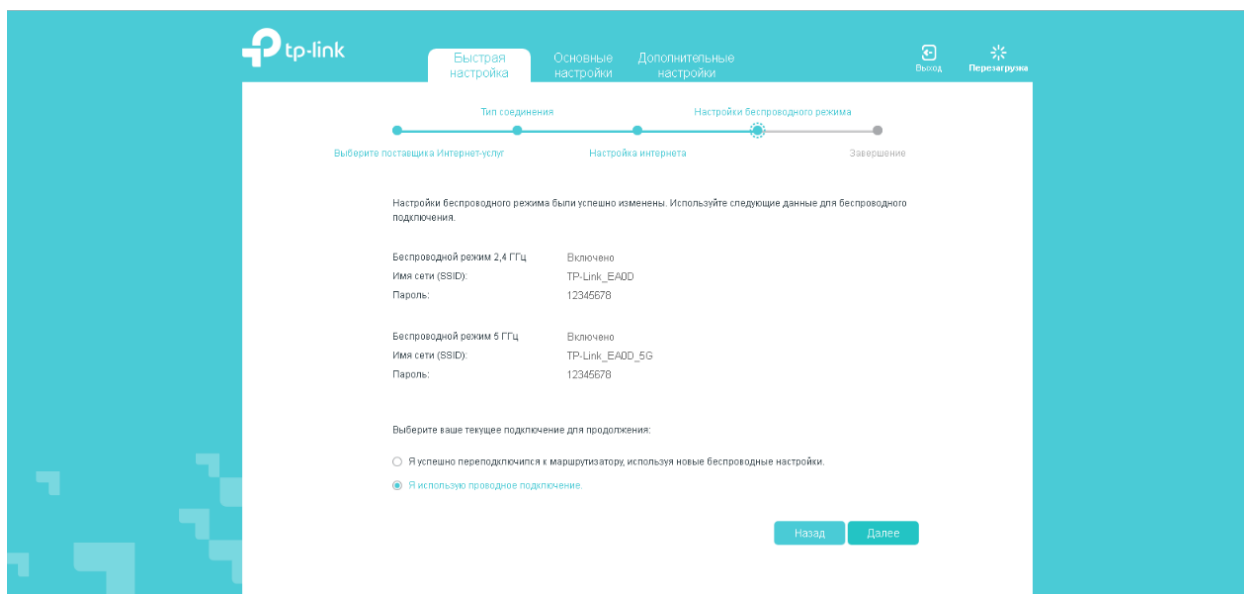 tp-link
Быстрая настройка
Основные настройки
Дополнительные настройки
Выход
Перезагрузка
Тип соединения
Настройки беспроводного режима
Выберите поставщика Интернет-услуг
Настройка интернета
Завершение
Настройки беспроводного режима были успешно изменены. Используйте следующие данные для беспроводного
подключения.
Беспроводной режим 2,4 ГГц Включено
Имя сети (SSID): TP-Link_EA0D
Пароль: 12345678
Беспроводной режим 5 ГГц Включено
Имя сети (SSID): TP-Link_EA0D_5G
Пароль: 12345678
Выберите ваше текущее подключение для продолжения:
Я успешно переподключился к маршрутизатору, используя новые беспроводные настройки.
Я использую проводное подключение.
Назад
Далее